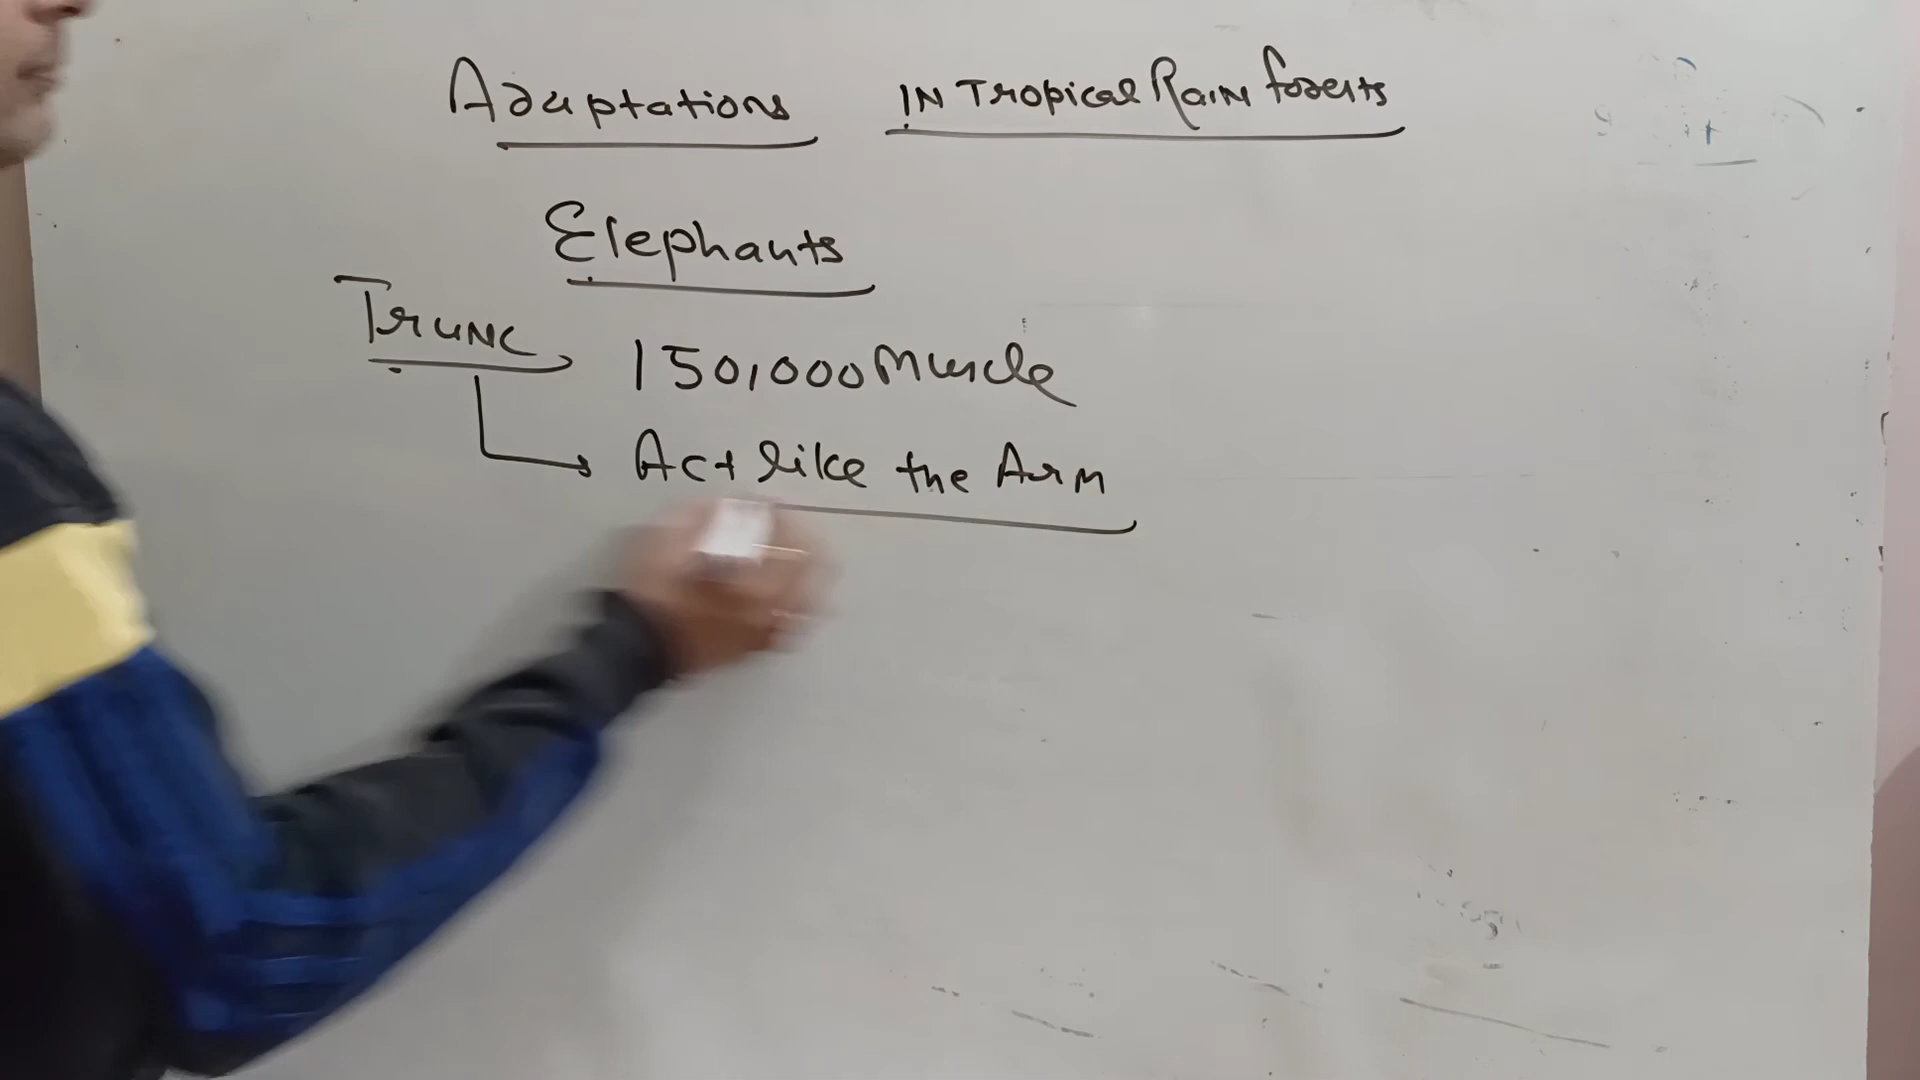 Adaptations IN Tropical Rain forests
Elephants
Trunc 150,000 Muscle
Act like the Arm